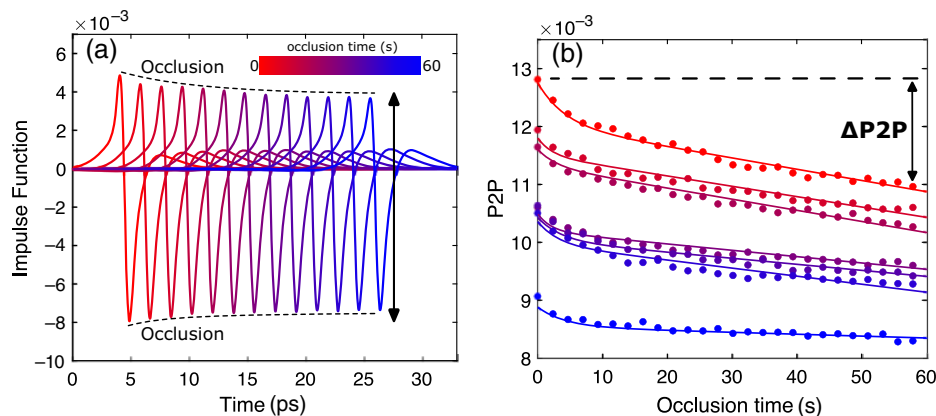 ×10⁻³
(a)
occlusion time (s)
0 60
Occlusion
Occlusion
6
4
2
0
−2
−4
−6
−8
−10
Impulse Function
0 5 10 15 20 25 30
Time (ps)
×10⁻³
(b)
13
12
11
10
9
8
P2P
ΔP2P
0 10 20 30 40 50 60
Occlusion time (s)